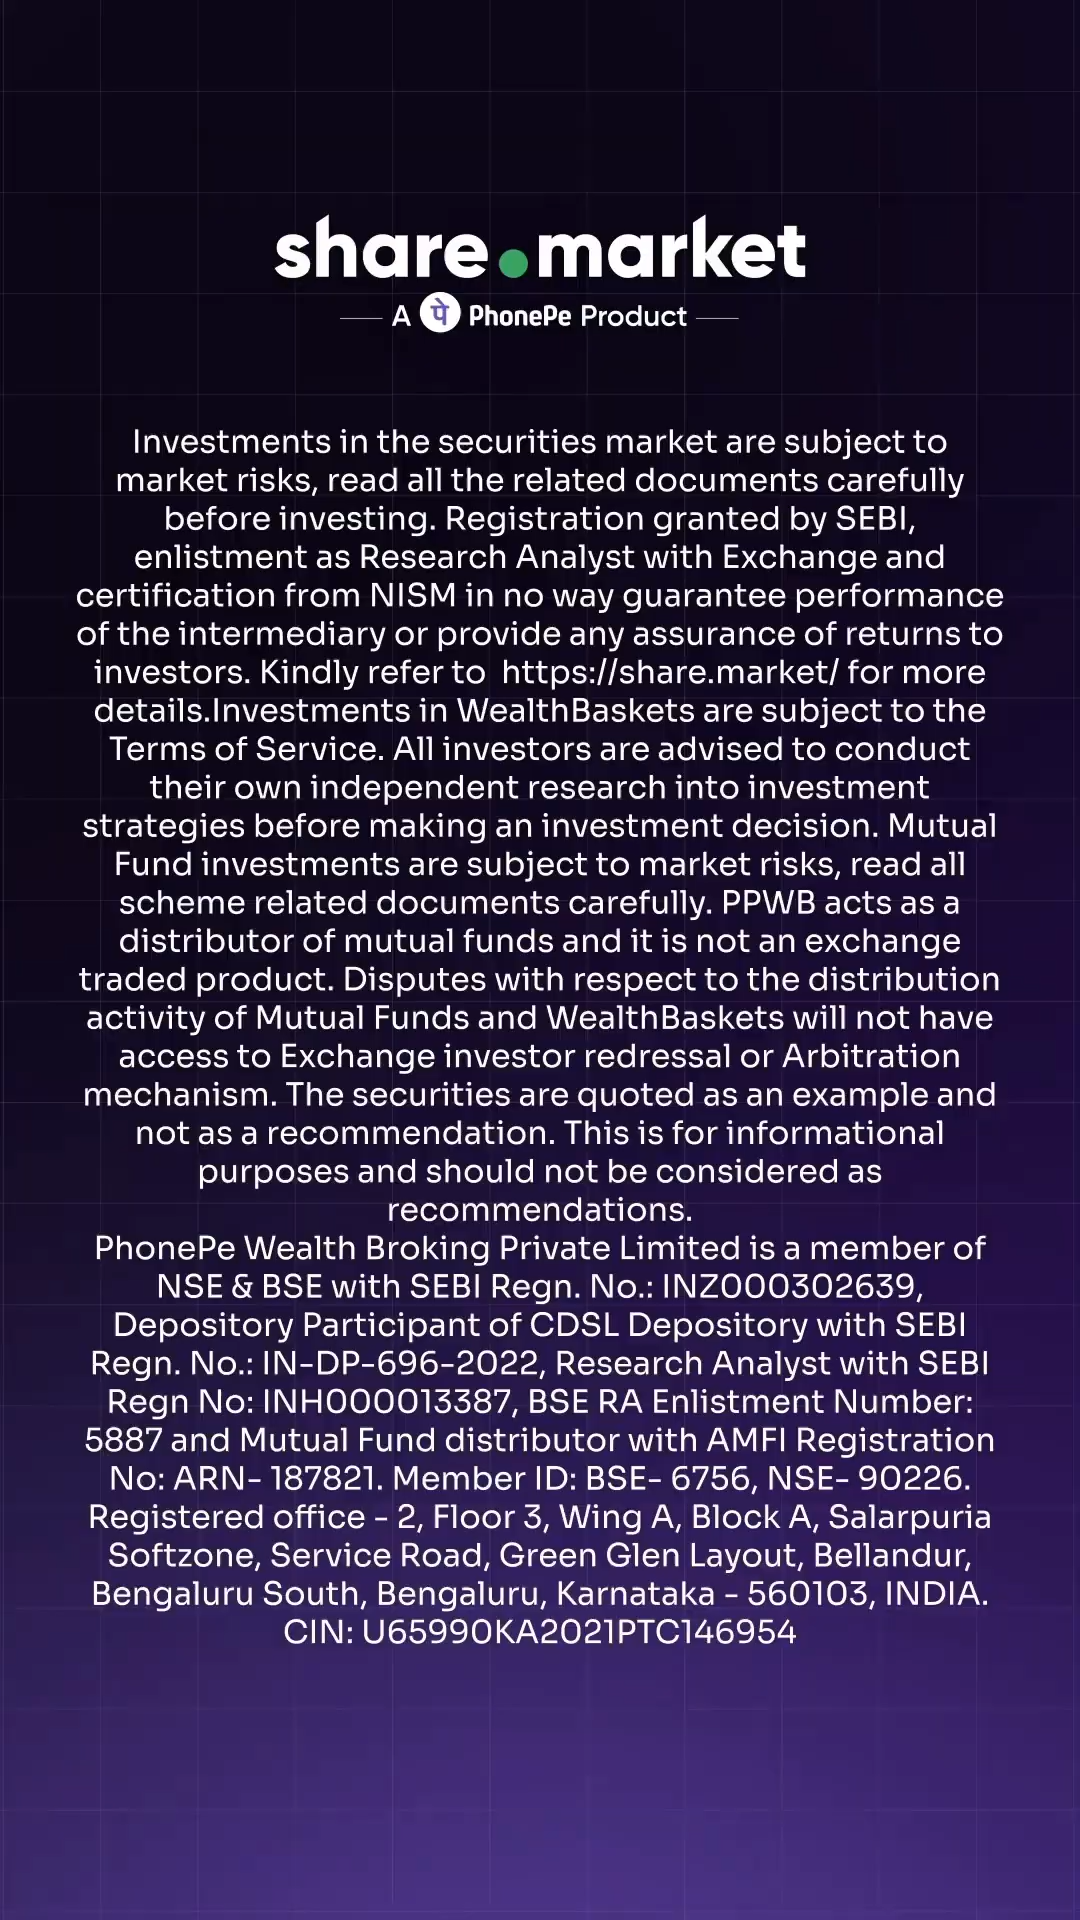 share.market
A पे PhonePe Product
Investments in the securities market are subject to
market risks, read all the related documents carefully
before investing. Registration granted by SEBI,
enlistment as Research Analyst with Exchange and
certification from NISM in no way guarantee performance
of the intermediary or provide any assurance of returns to
investors. Kindly refer to  https://share.market/ for more
details.Investments in WealthBaskets are subject to the
Terms of Service. All investors are advised to conduct
their own independent research into investment
strategies before making an investment decision. Mutual
Fund investments are subject to market risks, read all
scheme related documents carefully. PPWB acts as a
distributor of mutual funds and it is not an exchange
traded product. Disputes with respect to the distribution
activity of Mutual Funds and WealthBaskets will not have
access to Exchange investor redressal or Arbitration
mechanism. The securities are quoted as an example and
not as a recommendation. This is for informational
purposes and should not be considered as
recommendations.
PhonePe Wealth Broking Private Limited is a member of
NSE & BSE with SEBI Regn. No.: INZ000302639,
Depository Participant of CDSL Depository with SEBI
Regn. No.: IN-DP-696-2022, Research Analyst with SEBI
Regn No: INH000013387, BSE RA Enlistment Number:
5887 and Mutual Fund distributor with AMFI Registration
No: ARN- 187821. Member ID: BSE- 6756, NSE- 90226.
Registered office - 2, Floor 3, Wing A, Block A, Salarpuria
Softzone, Service Road, Green Glen Layout, Bellandur,
Bengaluru South, Bengaluru, Karnataka - 560103, INDIA.
CIN: U65990KA2021PTC146954